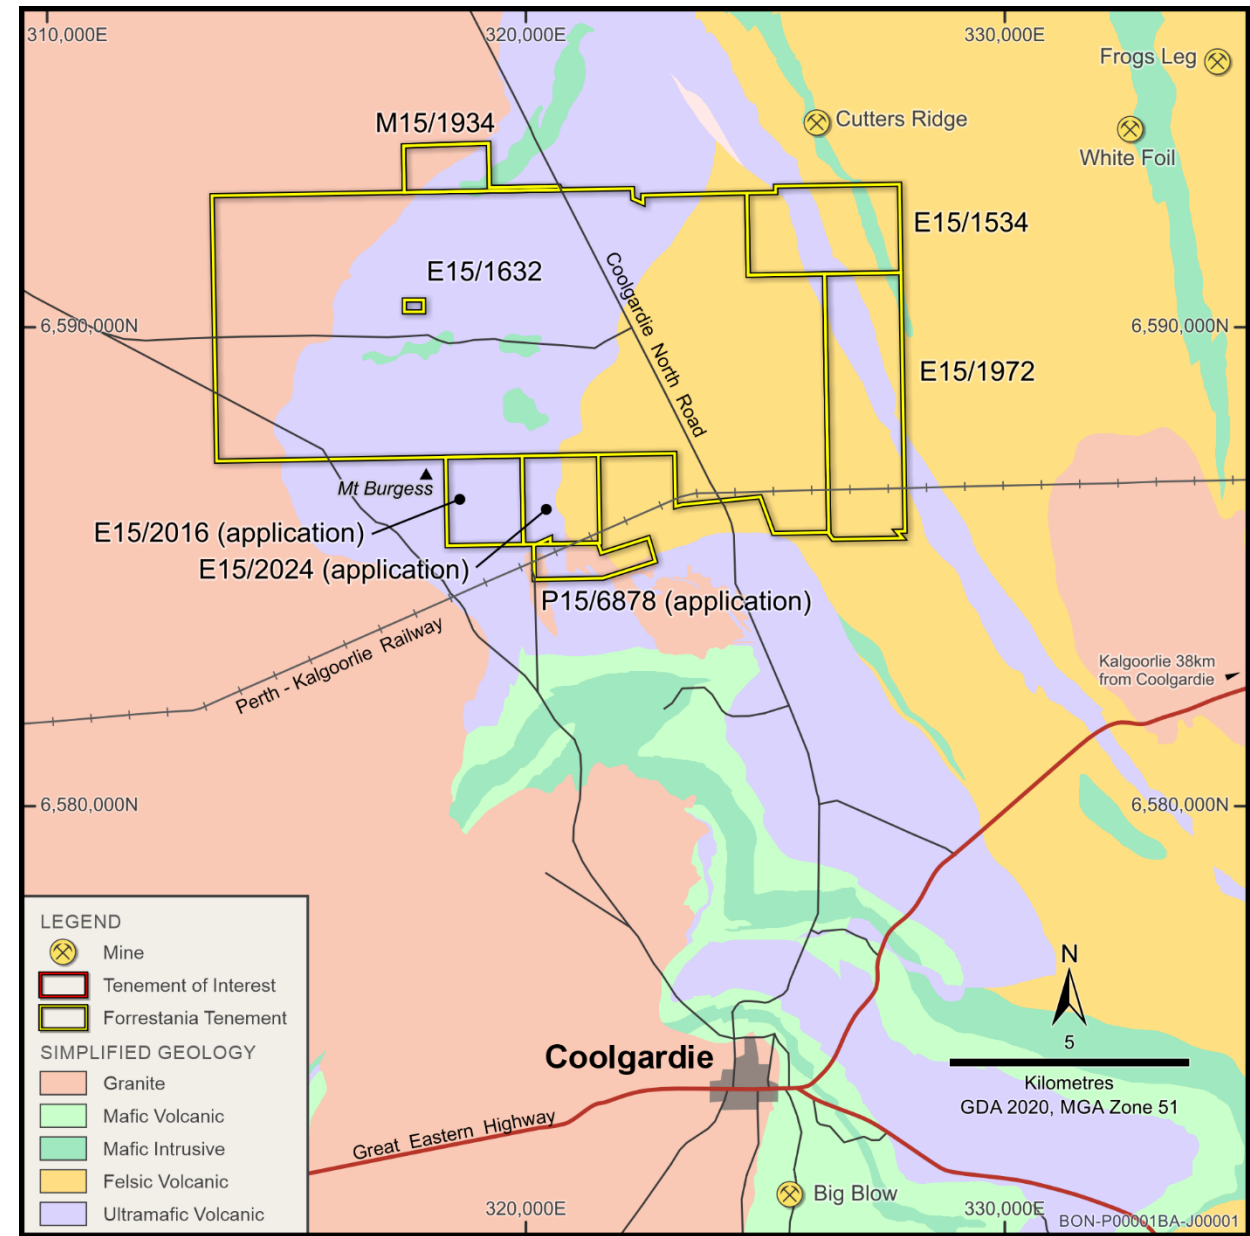 310,000E
320,000E
330,000E
Frogs Leg
M15/1934
Cutters Ridge
White Foil
E15/1534
E15/1632
Coolgardie North Road
6,590,000N
6,590,000N
E15/1972
Mt Burgess
E15/2016 (application)
E15/2024 (application)
P15/6878 (application)
Perth - Kalgoorlie Railway
Kalgoorlie 38km
from Coolgardie
6,580,000N
6,580,000N
LEGEND
Mine
Tenement of Interest
Forrestania Tenement
SIMPLIFIED GEOLOGY
Granite
Mafic Volcanic
Mafic Intrusive
Felsic Volcanic
Ultramafic Volcanic
N
5
Kilometres
GDA 2020, MGA Zone 51
Coolgardie
Great Eastern Highway
Big Blow
320,000E
330,000E
BON-P00001BA-J00001